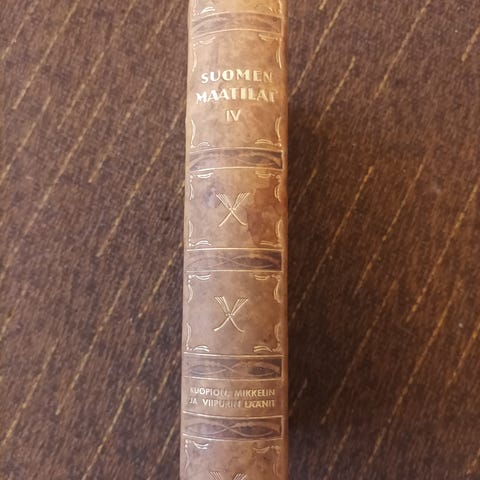 SUOMEN
MAATILAT
IV
KUOPION, MIKKELIN
JA VIIPURIN LÄÄNIT